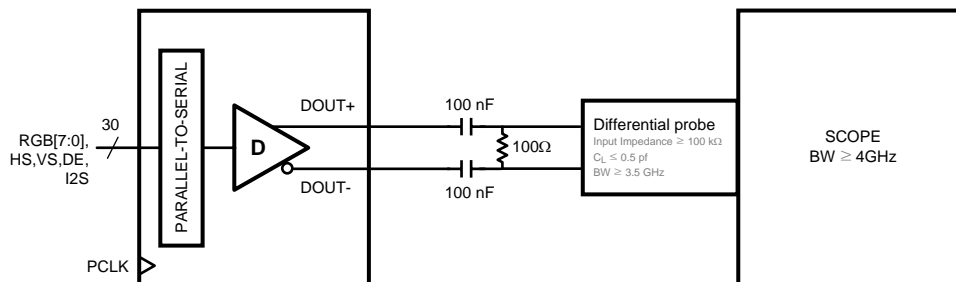 RGB[7:0],
HS,VS,DE,
I2S
30
PCLK
PARALLEL-TO-SERIAL
D
DOUT+
DOUT-
100 nF
100Ω
100 nF
Differential probe
Input Impedance ≥ 100 kΩ
CL ≤ 0.5 pf
BW ≥ 3.5 GHz
SCOPE
BW ≥ 4GHz